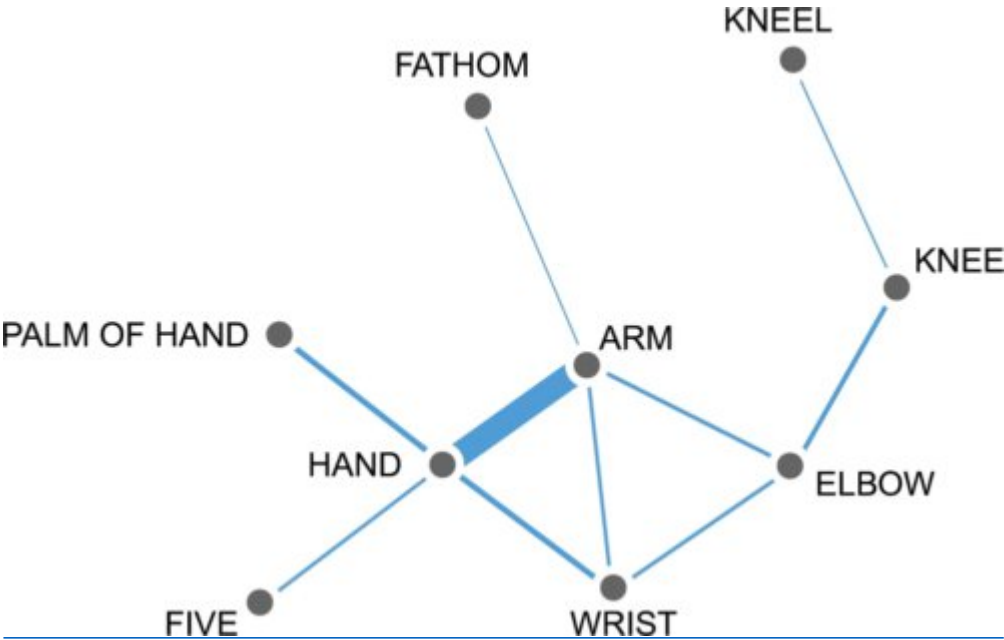 KNEEL
FATHOM
KNEE
PALM OF HAND
ARM
HAND
ELBOW
FIVE
WRIST